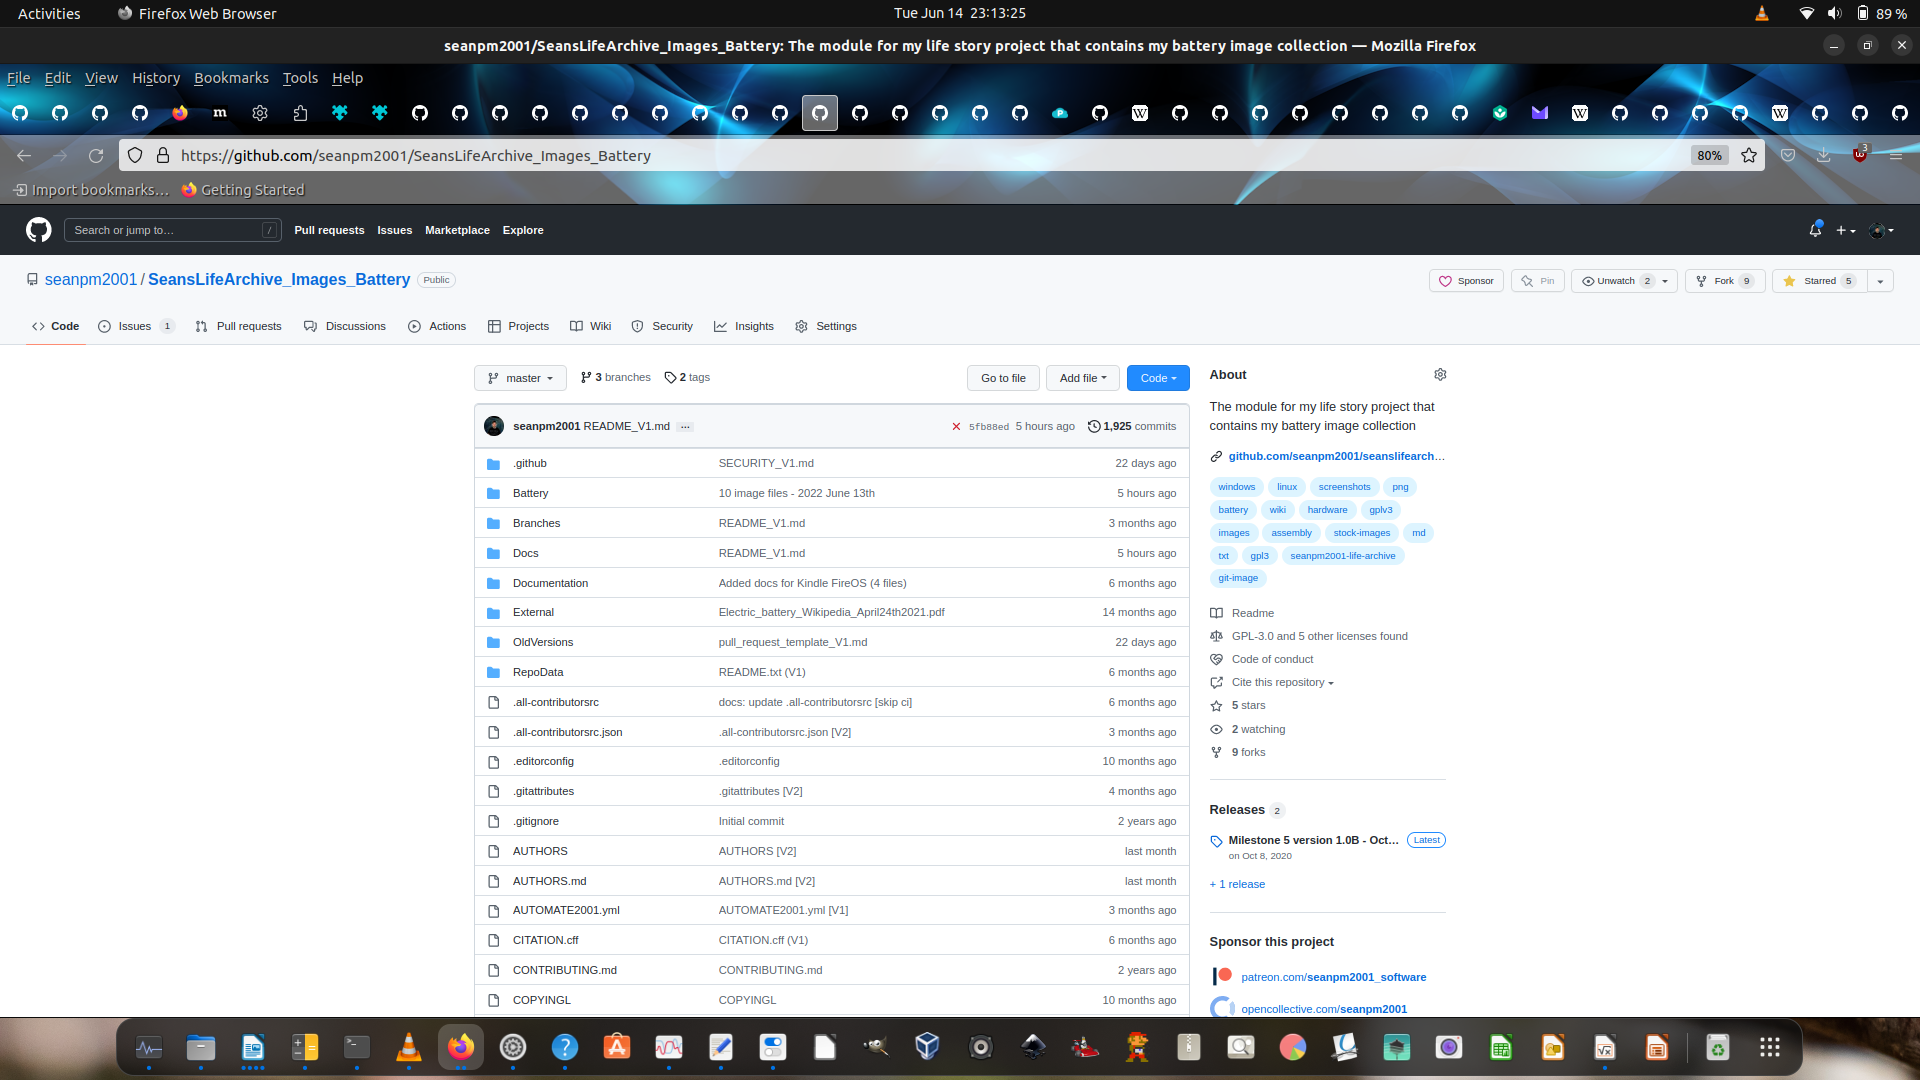 Activities Firefox Web Browser Tue Jun 14 23:13:25 89 %
seanpm2001/SeansLifeArchive_Images_Battery: The module for my life story project that contains my battery image collection — Mozilla Firefox
File Edit View History Bookmarks Tools Help
https://github.com/seanpm2001/SeansLifeArchive_Images_Battery 80% 3
Import bookmarks… Getting Started
Search or jump to… / Pull requests Issues Marketplace Explore
seanpm2001 / SeansLifeArchive_Images_Battery Public Sponsor Pin Unwatch 2 Fork 9 Starred 5
Code Issues 1 Pull requests Discussions Actions Projects Wiki Security Insights Settings
master 3 branches 2 tags Go to file Add file Code
seanpm2001 README_V1.md ... 5fb88ed 5 hours ago 1,925 commits
.github SECURITY_V1.md 22 days ago
Battery 10 image files - 2022 June 13th 5 hours ago
Branches README_V1.md 3 months ago
Docs README_V1.md 5 hours ago
Documentation Added docs for Kindle FireOS (4 files) 6 months ago
External Electric_battery_Wikipedia_April24th2021.pdf 14 months ago
OldVersions pull_request_template_V1.md 22 days ago
RepoData README.txt (V1) 6 months ago
.all-contributorsrc docs: update .all-contributorsrc [skip ci] 6 months ago
.all-contributorsrc.json .all-contributorsrc.json [V2] 3 months ago
.editorconfig .editorconfig 10 months ago
.gitattributes .gitattributes [V2] 4 months ago
.gitignore Initial commit 2 years ago
AUTHORS AUTHORS [V2] last month
AUTHORS.md AUTHORS.md [V2] last month
AUTOMATE2001.yml AUTOMATE2001.yml [V1] 3 months ago
CITATION.cff CITATION.cff (V1) 6 months ago
CONTRIBUTING.md CONTRIBUTING.md 2 years ago
COPYINGL COPYINGL 10 months ago
About
The module for my life story project that
contains my battery image collection
github.com/seanpm2001/seanslifearch…
windows linux screenshots png
battery wiki hardware gplv3
images assembly stock-images md
txt gpl3 seanpm2001-life-archive
git-image
Readme
GPL-3.0 and 5 other licenses found
Code of conduct
Cite this repository
5 stars
2 watching
9 forks
Releases 2
Milestone 5 version 1.0B - Oct… Latest
on Oct 8, 2020
+ 1 release
Sponsor this project
patreon.com/seanpm2001_software
opencollective.com/seanpm2001